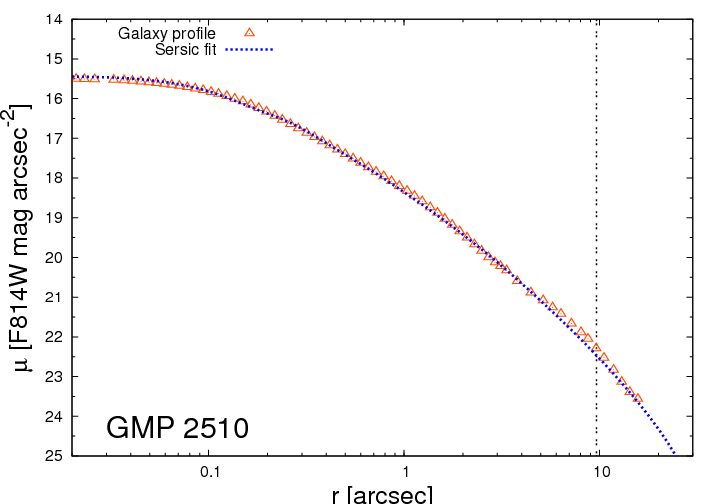 14
15
16
17
18
19
20
21
22
23
24
25
μ [F814W mag arcsec-2]
Galaxy profile
Sersic fit
GMP 2510
0.1 1 10
r [arcsec]